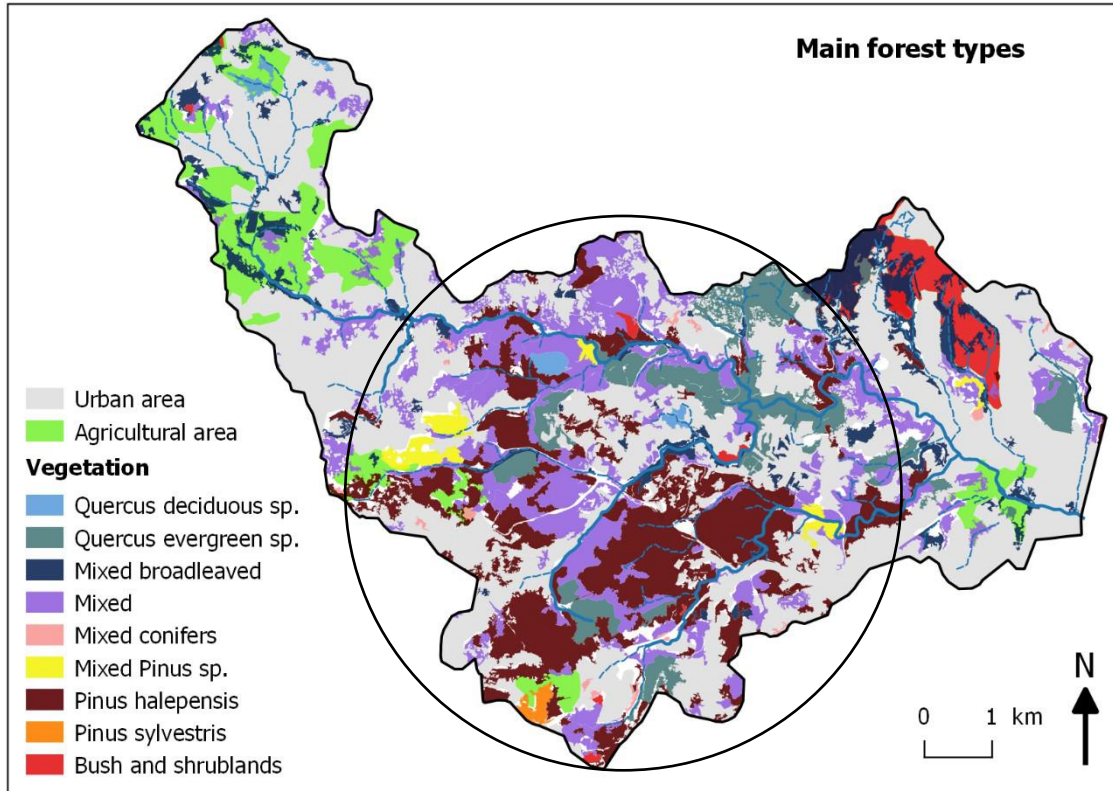 Main forest types
Urban area
Agricultural area
Vegetation
Quercus deciduous sp.
Quercus evergreen sp.
Mixed broadleaved
Mixed
Mixed conifers
Mixed Pinus sp.
Pinus halepensis
Pinus sylvestris
Bush and shrublands
N
0 1 km